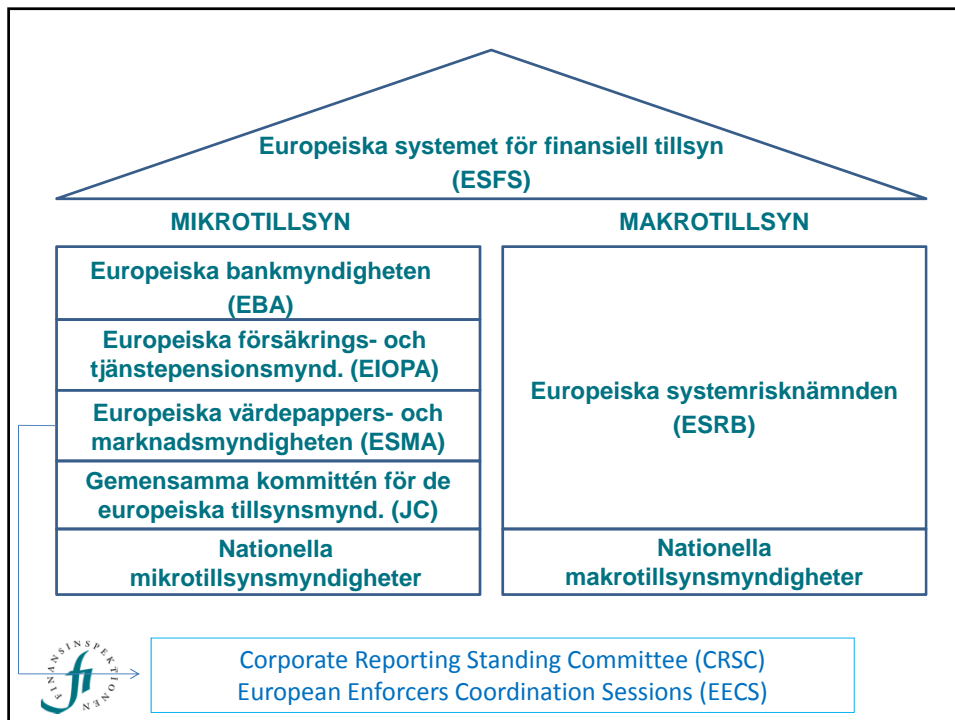 Europeiska systemet för finansiell tillsyn
(ESFS)
MIKROTILLSYN
Europeiska bankmyndigheten
(EBA)
Europeiska försäkrings- och
tjänstepensionsmynd. (EIOPA)
Europeiska värdepappers- och
marknadsmyndigheten (ESMA)
Gemensamma kommittén för de
europeiska tillsynsmynd. (JC)
Nationella
mikrotillsynsmyndigheter
MAKROTILLSYN
Europeiska systemrisknämnden
(ESRB)
Nationella
makrotillsynsmyndigheter
FINANSINSPEKTIONEN
fi
Corporate Reporting Standing Committee (CRSC)
European Enforcers Coordination Sessions (EECS)